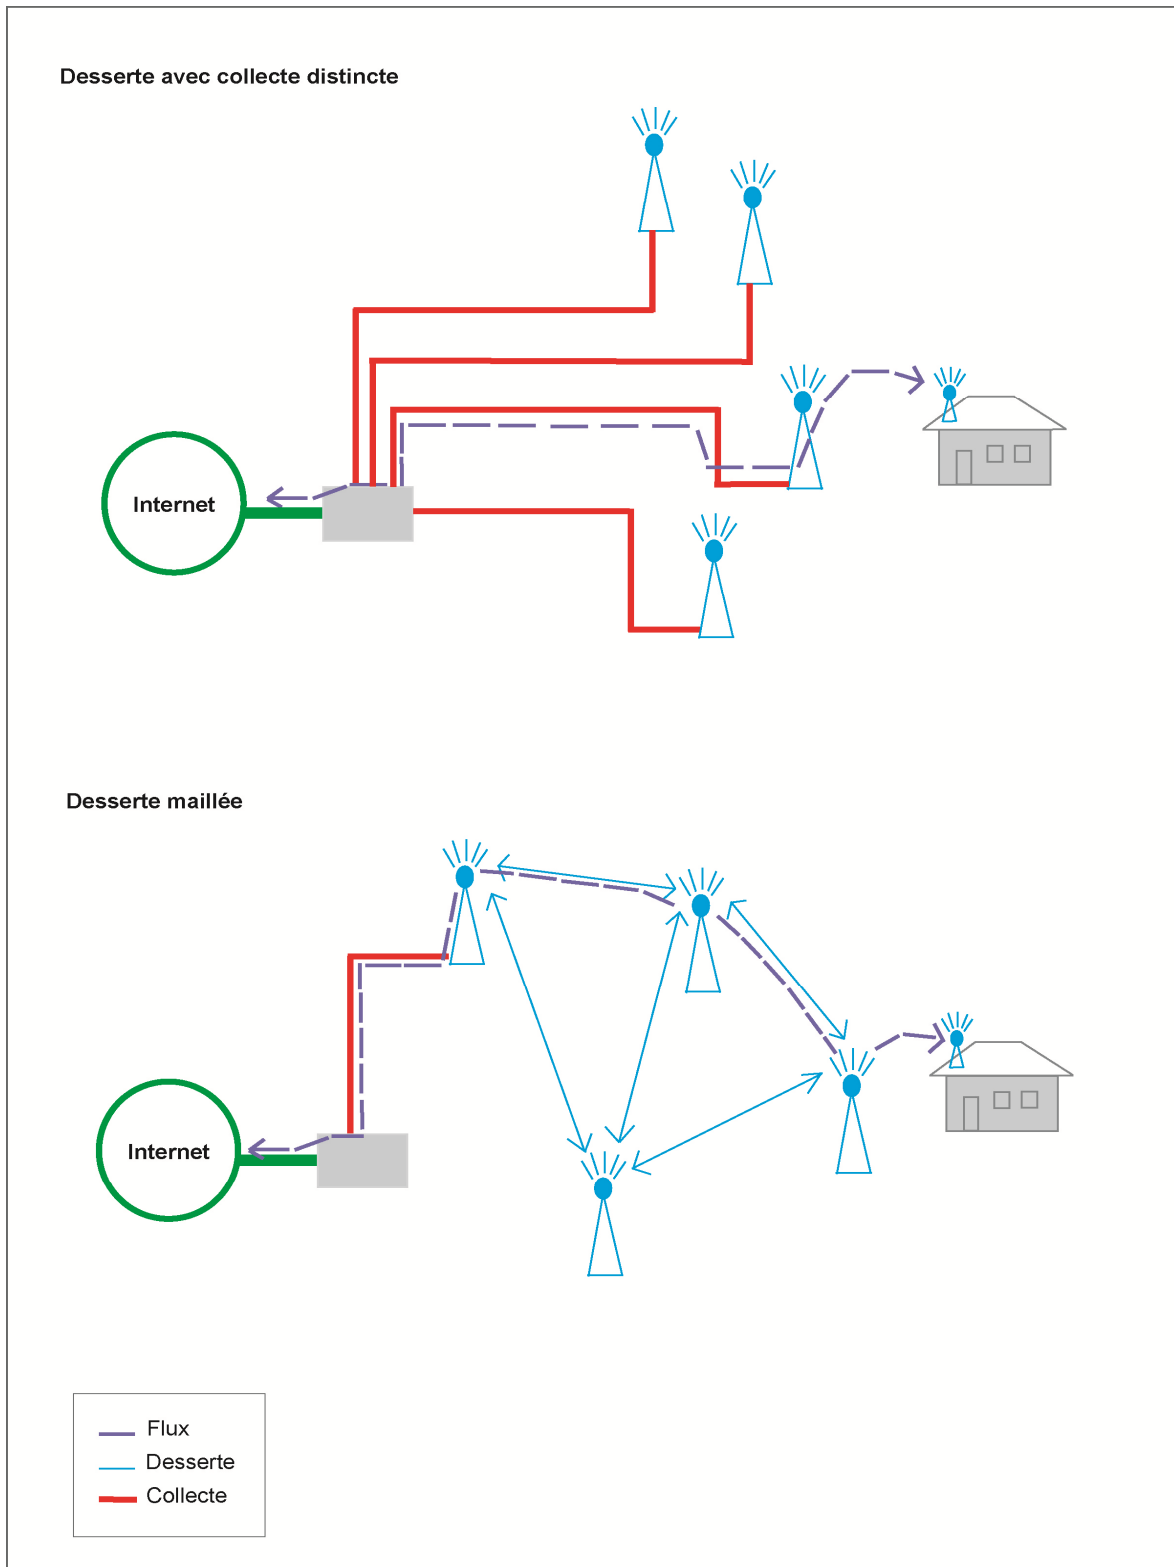 Desserte avec collecte distincte
Internet
Desserte maillée
Internet
Flux
Desserte
Collecte